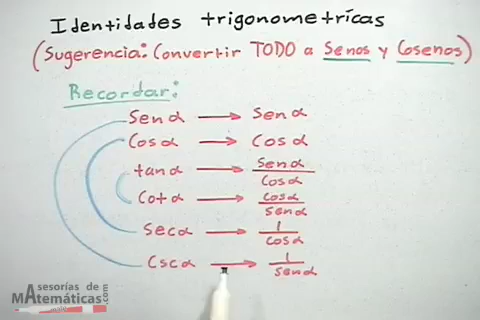 Identidades trigonometrícas
(Sugerencia: Convertir TODO a Senos y Cosenos)
Recordar:
Sen α → Sen α
Cos α → Cos α
tan α → Sen α / Cos α
Cot α → Cos α / Sen α
Sec α → 1 / Cos α
Csc α → 1 / Sen α
Asesorías de
MAtemáticas.com